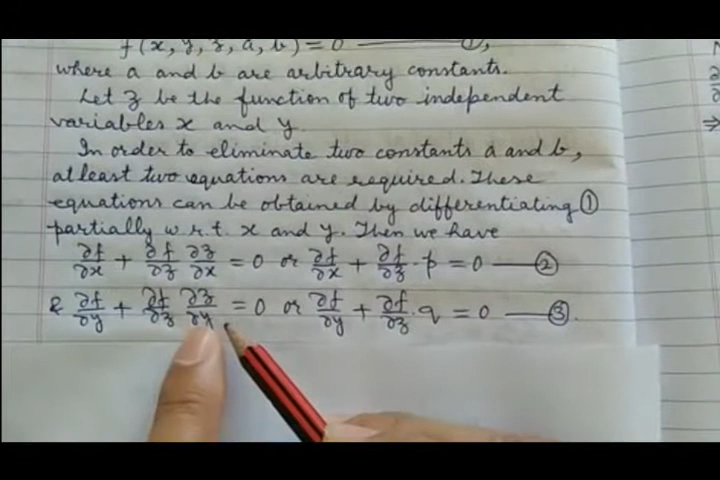 f(x, y, z, a, b) = 0 ——— ①,
where a and b are arbitrary constants.
Let z be the function of two independent
variables x and y.
In order to eliminate two constants a and b,
atleast two equations are required. These
equations can be obtained by differentiating ①
partially w.r.t. x and y. Then we have
∂f/∂x + ∂f/∂z ∂z/∂x = 0 or ∂f/∂x + ∂f/∂z · p = 0 — ②
& ∂f/∂y + ∂f/∂z ∂z/∂y = 0 or ∂f/∂y + ∂f/∂z · q = 0 — ③.